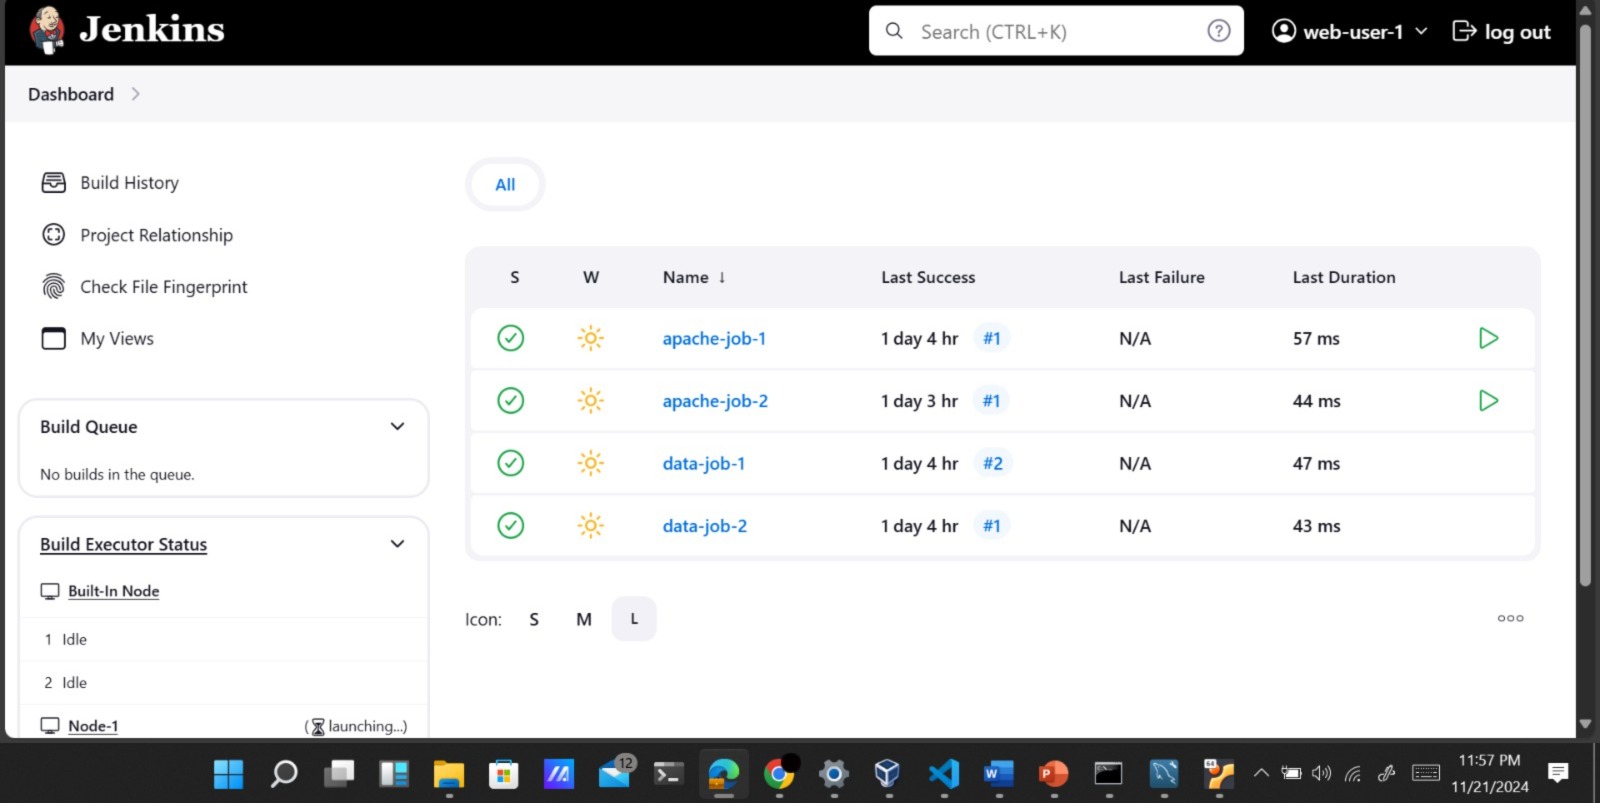 Jenkins
Search (CTRL+K)
web-user-1
log out
Dashboard
Build History
Project Relationship
Check File Fingerprint
My Views
Build Queue
No builds in the queue.
Build Executor Status
Built-In Node
1 Idle
2 Idle
Node-1 (launching...)
All
S W Name ↓ Last Success Last Failure Last Duration
apache-job-1 1 day 4 hr #1 N/A 57 ms
apache-job-2 1 day 3 hr #1 N/A 44 ms
data-job-1 1 day 4 hr #2 N/A 47 ms
data-job-2 1 day 4 hr #1 N/A 43 ms
Icon: S M L
12
64
11:57 PM
11/21/2024